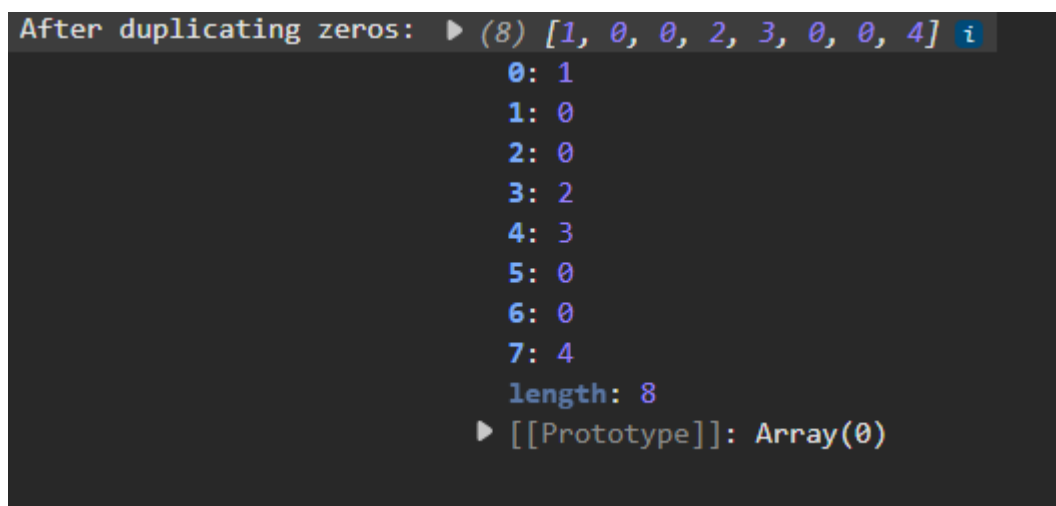 After duplicating zeros: ▶ (8) [1, 0, 0, 2, 3, 0, 0, 4] i
0: 1
1: 0
2: 0
3: 2
4: 3
5: 0
6: 0
7: 4
length: 8
▶ [[Prototype]]: Array(0)